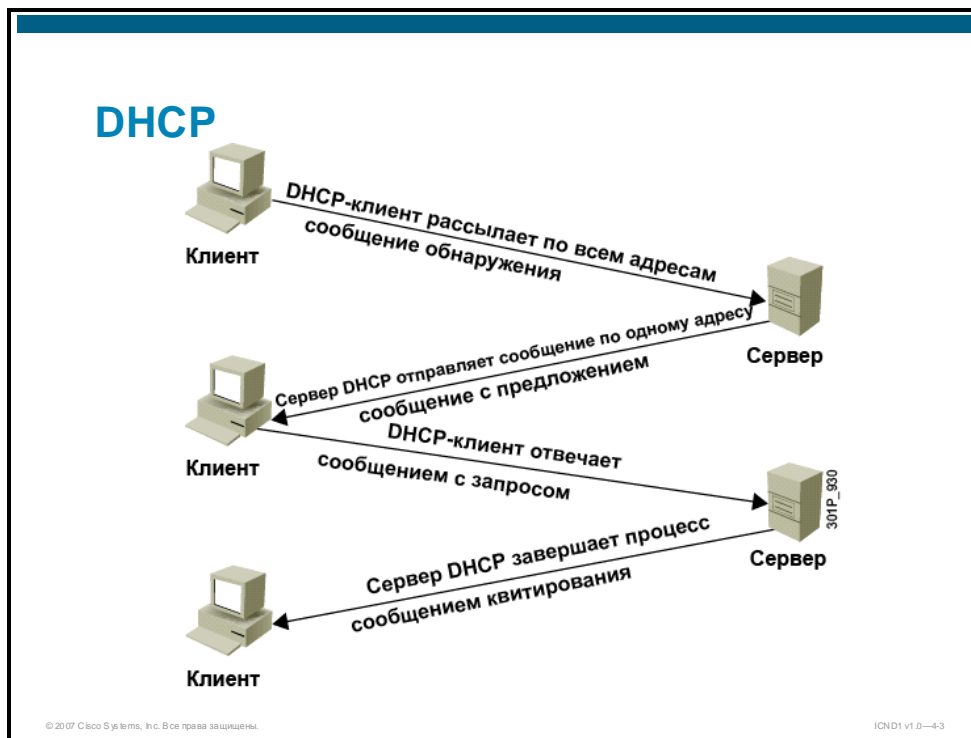 DHCP
DHCP-клиент рассылает по всем адресам
сообщение обнаружения
Клиент
Сервер
Сервер DHCP отправляет сообщение по одному адресу
сообщение с предложением
Клиент
DHCP-клиент отвечает
сообщением с запросом
301P_930
Сервер
Сервер DHCP завершает процесс
сообщением квитирования
Клиент
© 2007 Cisco Systems, Inc. Все права защищены.
ICND1 v1.0—4-3